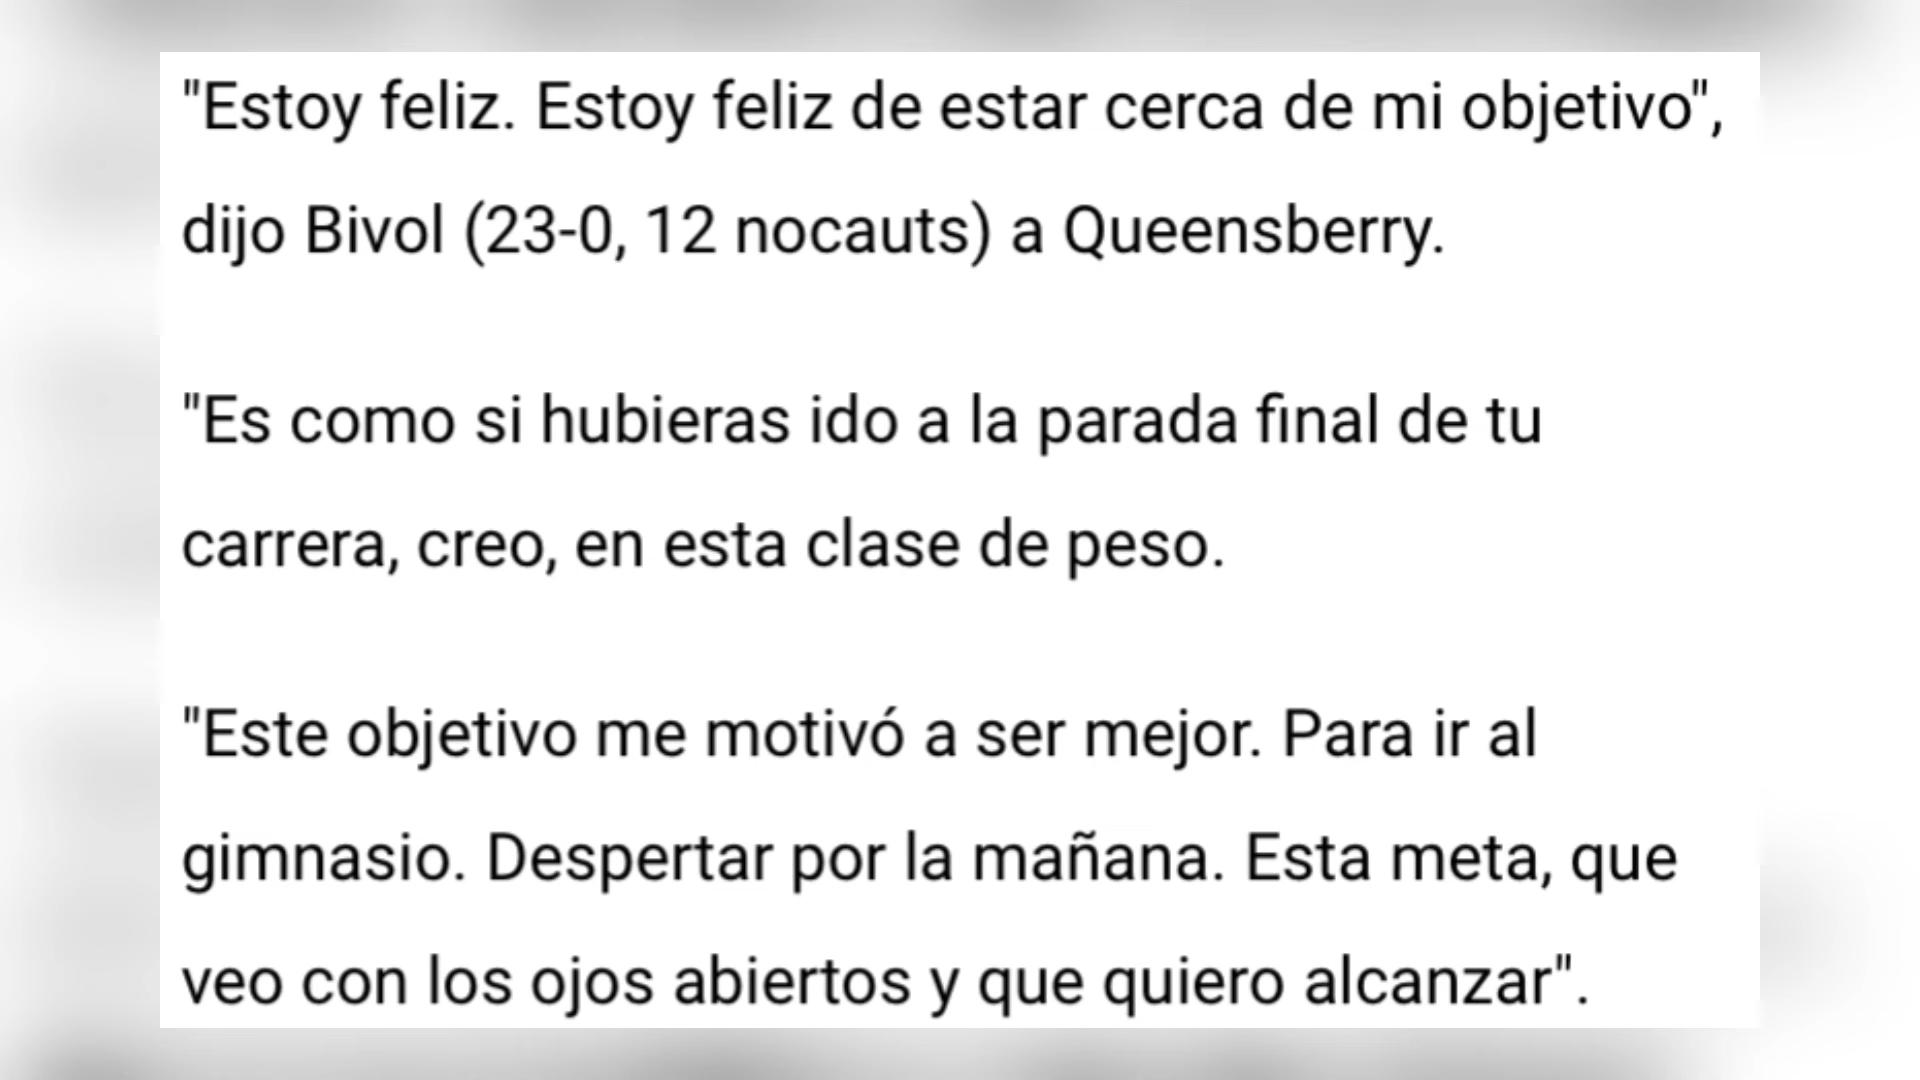 "Estoy feliz. Estoy feliz de estar cerca de mi objetivo",
dijo Bivol (23-0, 12 nocauts) a Queensberry.
"Es como si hubieras ido a la parada final de tu
carrera, creo, en esta clase de peso.
"Este objetivo me motivó a ser mejor. Para ir al
gimnasio. Despertar por la mañana. Esta meta, que
veo con los ojos abiertos y que quiero alcanzar".